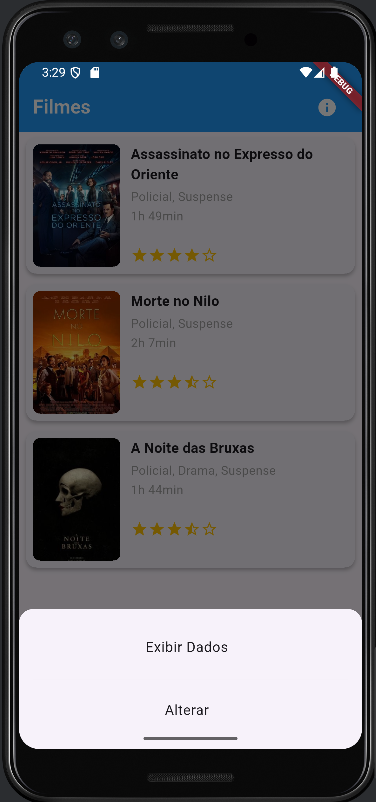 3:29
DEBUG
Filmes
Assassinato no Expresso do
Oriente
Policial, Suspense
1h 49min
ASSASSINATO
NO
EXPRESSO
DO ORIENTE
Morte no Nilo
Policial, Suspense
2h 7min
MORTE
NO
NILO
A Noite das Bruxas
Policial, Drama, Suspense
1h 44min
A
NOITE
DAS
BRUXAS
Exibir Dados
Alterar